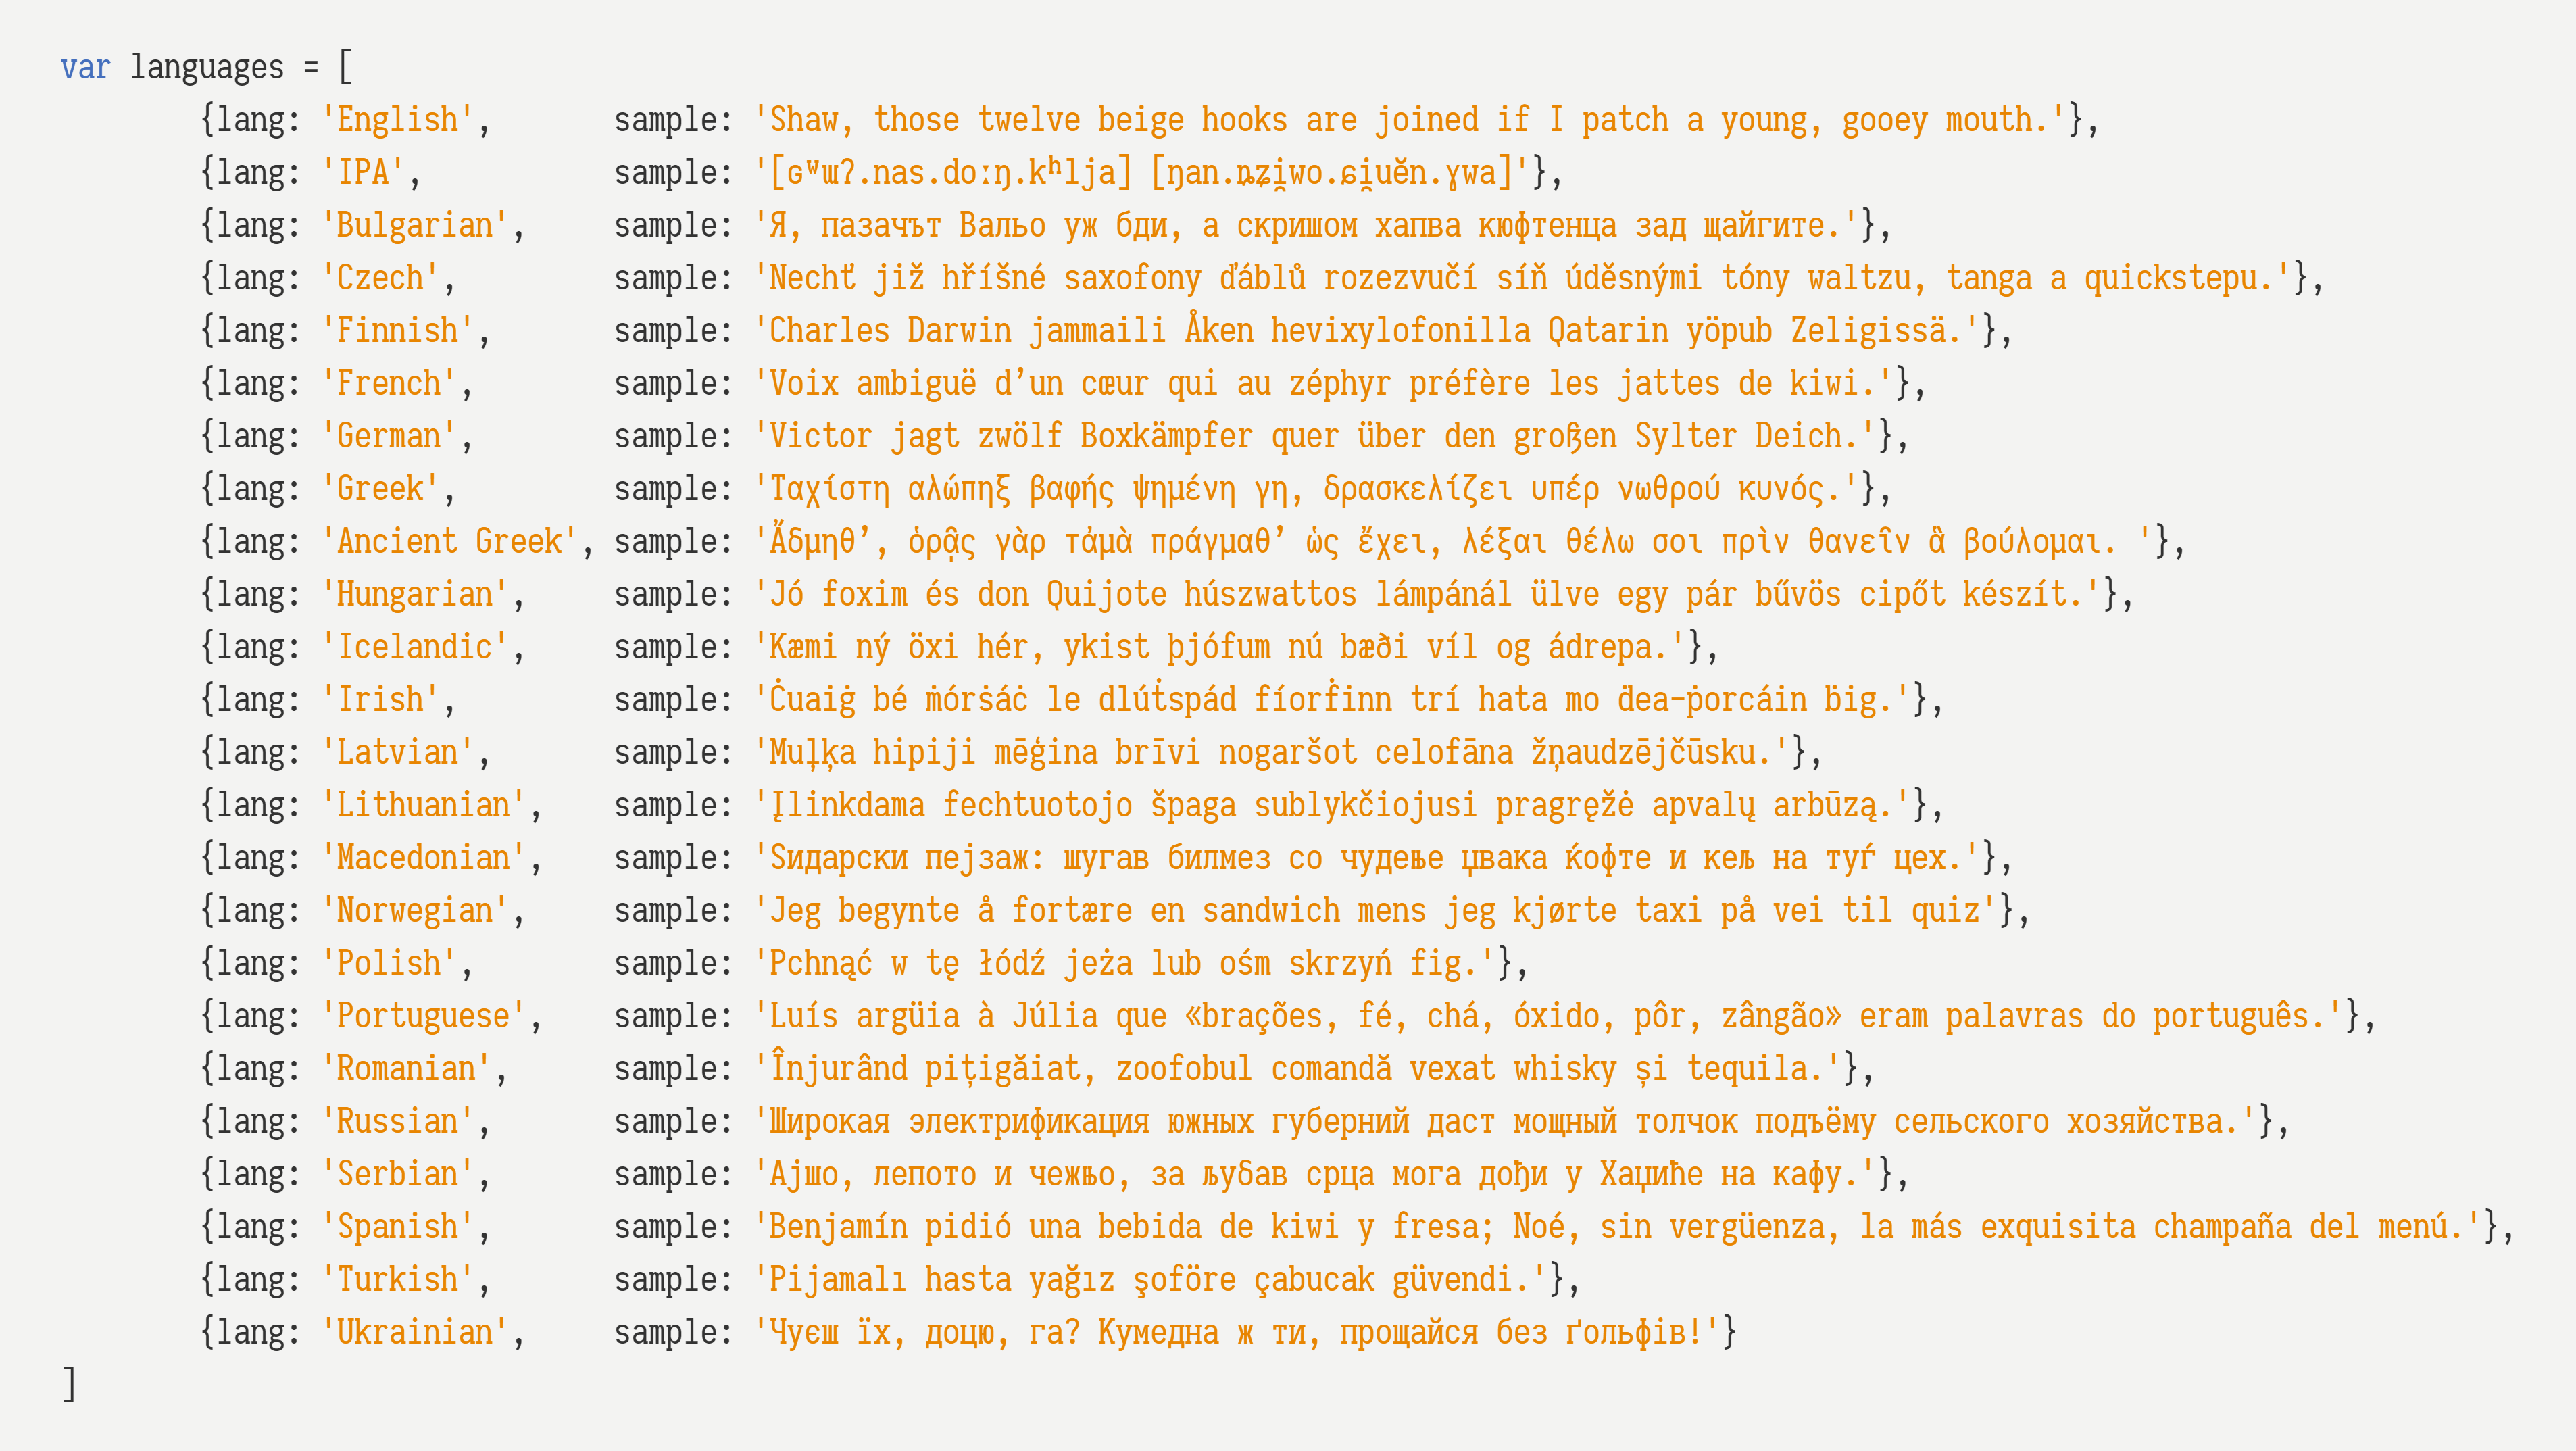 var languages = [
{lang: 'English', sample: 'Shaw, those twelve beige hooks are joined if I patch a young, gooey mouth.'},
{lang: 'IPA', sample: '[ɢʷɯʔ.nas.doːŋ.kʰlja] [ŋan.ȵʑi̯wo.ɕi̯uĕn.ɣwa]'},
{lang: 'Bulgarian', sample: 'Я, пазачът Вальо уж бди, а скришом хапва кюфтенца зад щайгите.'},
{lang: 'Czech', sample: 'Nechť již hříšné saxofony ďáblů rozezvučí síň úděsnými tóny waltzu, tanga a quickstepu.'},
{lang: 'Finnish', sample: 'Charles Darwin jammaili Åken hevixylofonilla Qatarin yöpub Zeligissä.'},
{lang: 'French', sample: 'Voix ambiguë d’un cœur qui au zéphyr préfère les jattes de kiwi.'},
{lang: 'German', sample: 'Victor jagt zwölf Boxkämpfer quer über den großen Sylter Deich.'},
{lang: 'Greek', sample: 'Ταχίστη αλώπηξ βαφής ψημένη γη, δρασκελίζει υπέρ νωθρού κυνός.'},
{lang: 'Ancient Greek', sample: 'Ἄδμηθ’, ὁρᾷς γὰρ τἀμὰ πράγμαθ’ ὡς ἔχει, λέξαι θέλω σοι πρὶν θανεῖν ἃ βούλομαι. '},
{lang: 'Hungarian', sample: 'Jó foxim és don Quijote húszwattos lámpánál ülve egy pár bűvös cipőt készít.'},
{lang: 'Icelandic', sample: 'Kæmi ný öxi hér, ykist þjófum nú bæði víl og ádrepa.'},
{lang: 'Irish', sample: 'Ċuaiġ bé ṁórṡáċ le dlúṫspád fíorḟinn trí hata mo ḋea-ṗorcáin ḃig.'},
{lang: 'Latvian', sample: 'Muļķa hipiji mēģina brīvi nogaršot celofāna žņaudzējčūsku.'},
{lang: 'Lithuanian', sample: 'Įlinkdama fechtuotojo špaga sublykčiojusi pragręžė apvalų arbūzą.'},
{lang: 'Macedonian', sample: 'Ѕидарски пејзаж: шугав билмез со чудење џвака ќофте и кељ на туѓ цех.'},
{lang: 'Norwegian', sample: 'Jeg begynte å fortære en sandwich mens jeg kjørte taxi på vei til quiz'},
{lang: 'Polish', sample: 'Pchnąć w tę łódź jeża lub ośm skrzyń fig.'},
{lang: 'Portuguese', sample: 'Luís argüia à Júlia que «brações, fé, chá, óxido, pôr, zângão» eram palavras do português.'},
{lang: 'Romanian', sample: 'Înjurând pițigăiat, zoofobul comandă vexat whisky și tequila.'},
{lang: 'Russian', sample: 'Широкая электрификация южных губерний даст мощный толчок подъёму сельского хозяйства.'},
{lang: 'Serbian', sample: 'Ајшо, лепото и чежњо, за љубав срца мога дођи у Хаџиће на кафу.'},
{lang: 'Spanish', sample: 'Benjamín pidió una bebida de kiwi y fresa; Noé, sin vergüenza, la más exquisita champaña del menú.'},
{lang: 'Turkish', sample: 'Pijamalı hasta yağız şoföre çabucak güvendi.'},
{lang: 'Ukrainian', sample: 'Чуєш їх, доцю, га? Кумедна ж ти, прощайся без ґольфів!'}
]